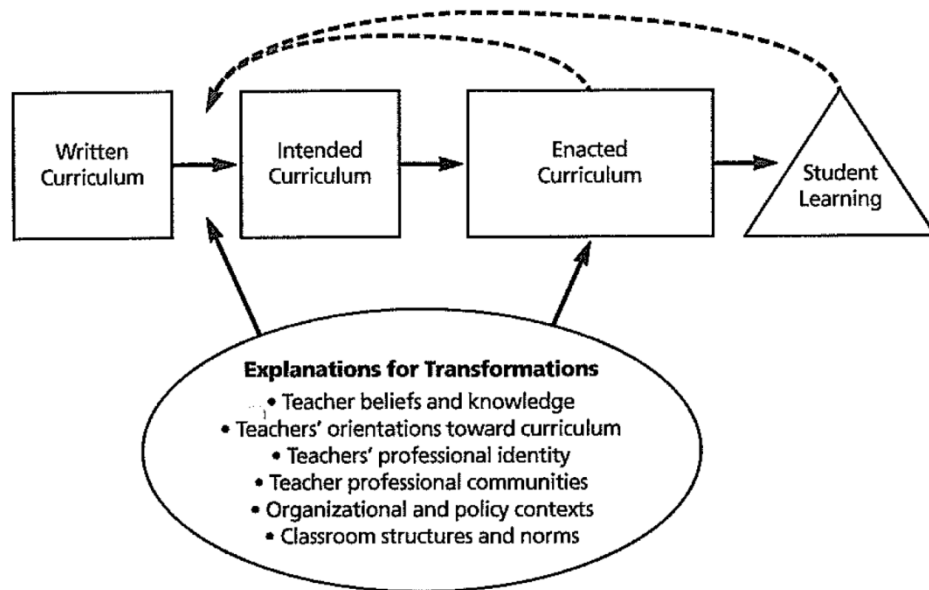 Written
Curriculum
Intended
Curriculum
Enacted
Curriculum
Student
Learning
Explanations for Transformations
• Teacher beliefs and knowledge
• Teachers' orientations toward curriculum
• Teachers' professional identity
• Teacher professional communities
• Organizational and policy contexts
• Classroom structures and norms